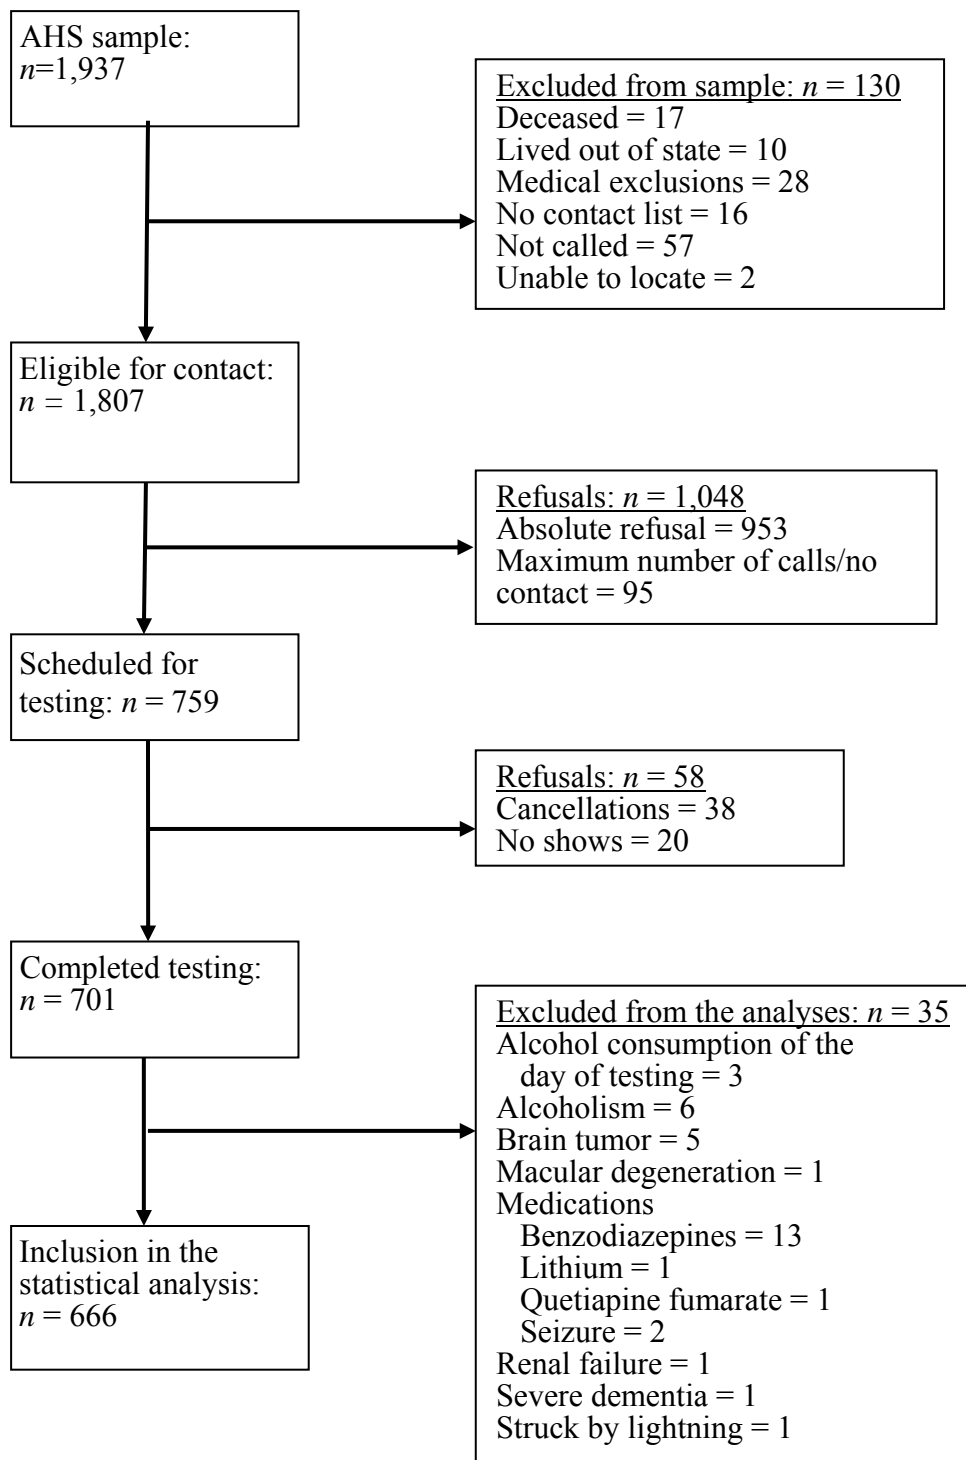 AHS sample:
n=1,937
Excluded from sample: n = 130
Deceased = 17
Lived out of state = 10
Medical exclusions = 28
No contact list = 16
Not called = 57
Unable to locate = 2
Eligible for contact:
n = 1,807
Refusals: n = 1,048
Absolute refusal = 953
Maximum number of calls/no
contact = 95
Scheduled for
testing: n = 759
Refusals: n = 58
Cancellations = 38
No shows = 20
Completed testing:
n = 701
Excluded from the analyses: n = 35
Alcohol consumption of the
day of testing = 3
Alcoholism = 6
Brain tumor = 5
Macular degeneration = 1
Medications
Benzodiazepines = 13
Lithium = 1
Quetiapine fumarate = 1
Seizure = 2
Renal failure = 1
Severe dementia = 1
Struck by lightning = 1
Inclusion in the
statistical analysis:
n = 666